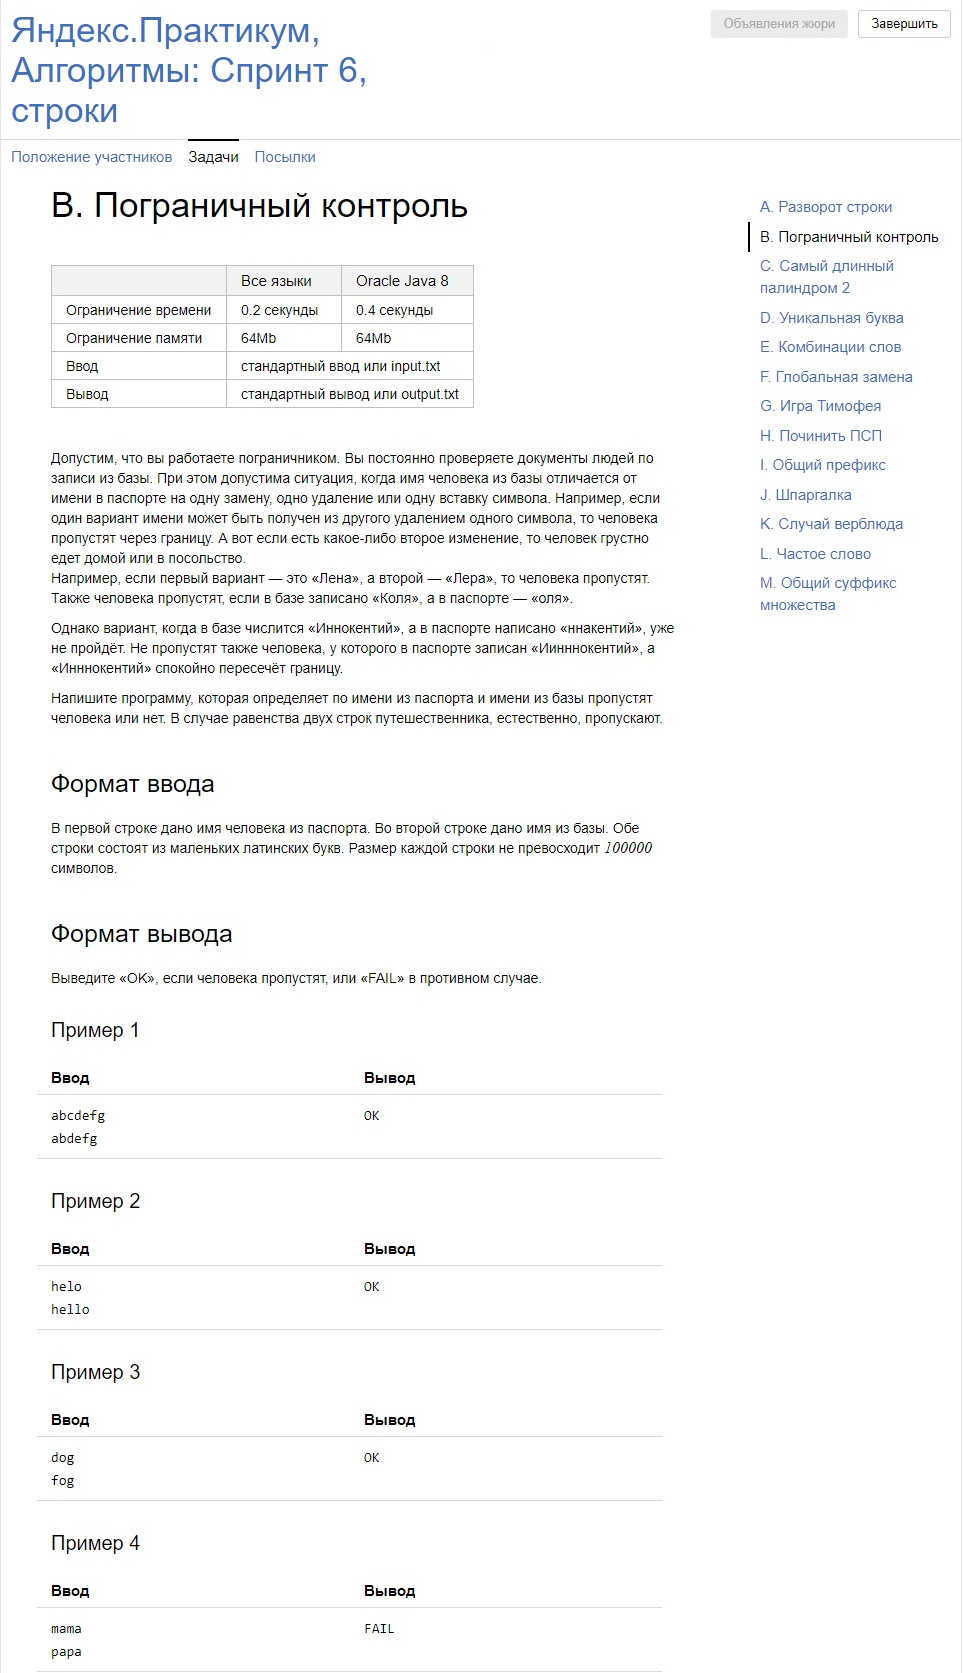 Яндекс.Практикум,
Алгоритмы: Спринт 6,
строки
Объявления жюри
Завершить
Положение участников Задачи Посылки
B. Пограничный контроль
Все языки Oracle Java 8
Ограничение времени 0.2 секунды 0.4 секунды
Ограничение памяти 64Mb 64Mb
Ввод стандартный ввод или input.txt
Вывод стандартный вывод или output.txt
Допустим, что вы работаете пограничником. Вы постоянно проверяете документы людей по
записи из базы. При этом допустима ситуация, когда имя человека из базы отличается от
имени в паспорте на одну замену, одно удаление или одну вставку символа. Например, если
один вариант имени может быть получен из другого удалением одного символа, то человека
пропустят через границу. А вот если есть какое-либо второе изменение, то человек грустно
едет домой или в посольство.
Например, если первый вариант — это «Лена», а второй — «Лера», то человека пропустят.
Также человека пропустят, если в базе записано «Коля», а в паспорте — «оля».
Однако вариант, когда в базе числится «Иннокентий», а в паспорте написано «ннакентий», уже
не пройдёт. Не пропустят также человека, у которого в паспорте записан «Иинннокентий», а
«Инннокентий» спокойно пересечёт границу.
Напишите программу, которая определяет по имени из паспорта и имени из базы пропустят
человека или нет. В случае равенства двух строк путешественника, естественно, пропускают.
Формат ввода
В первой строке дано имя человека из паспорта. Во второй строке дано имя из базы. Обе
строки состоят из маленьких латинских букв. Размер каждой строки не превосходит 100000
символов.
Формат вывода
Выведите «OK», если человека пропустят, или «FAIL» в противном случае.
Пример 1
Ввод Вывод
abcdefg OK
abdefg
Пример 2
Ввод Вывод
helo OK
hello
Пример 3
Ввод Вывод
dog OK
fog
Пример 4
Ввод Вывод
mama FAIL
papa
A. Разворот строки
B. Пограничный контроль
C. Самый длинный
палиндром 2
D. Уникальная буква
E. Комбинации слов
F. Глобальная замена
G. Игра Тимофея
H. Починить ПСП
I. Общий префикс
J. Шпаргалка
K. Случай верблюда
L. Частое слово
M. Общий суффикс
множества